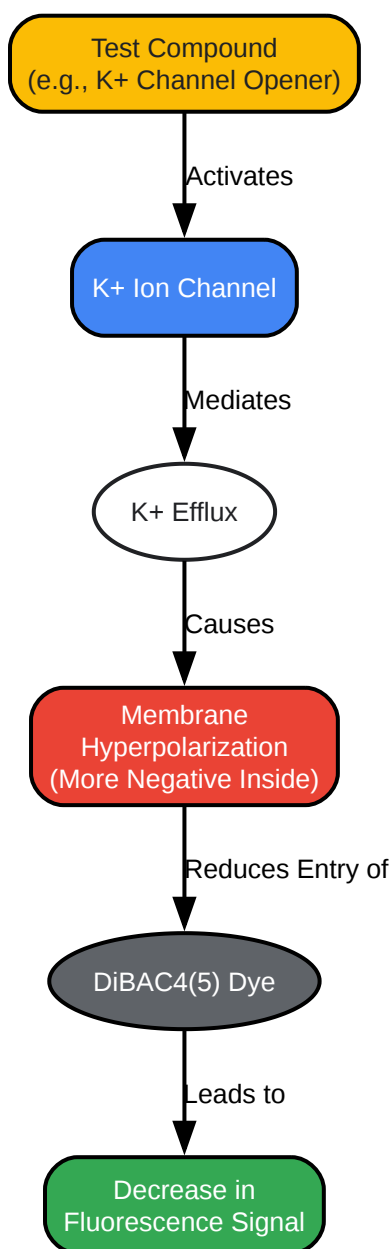 Test Compound
(e.g., K+ Channel Opener)
Activates
K+ Ion Channel
Mediates
K+ Efflux
Causes
Membrane
Hyperpolarization
(More Negative Inside)
Reduces Entry of
DiBAC4(5) Dye
Leads to
Decrease in
Fluorescence Signal